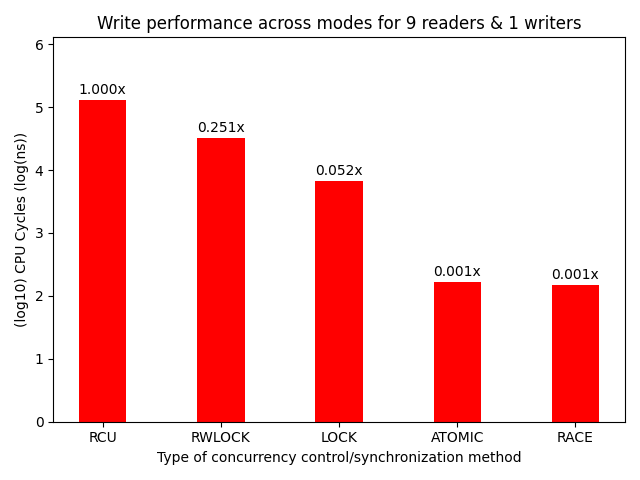 Write performance across modes for 9 readers & 1 writers
(log10) CPU Cycles (log(ns))
6
5
4
3
2
1
0
1.000x
0.251x
0.052x
0.001x
0.001x
RCU
RWLOCK
LOCK
ATOMIC
RACE
Type of concurrency control/synchronization method